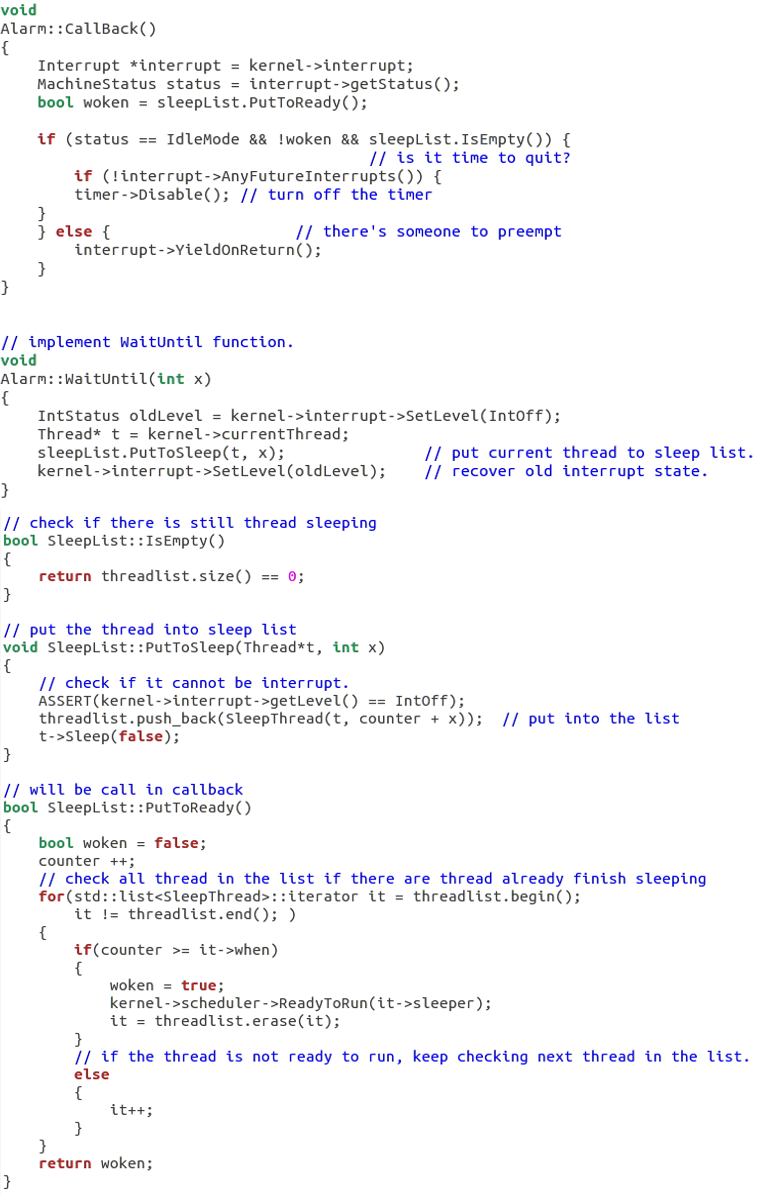 void
Alarm::CallBack()
{
    Interrupt *interrupt = kernel->interrupt;
    MachineStatus status = interrupt->getStatus();
    bool woken = sleepList.PutToReady();

    if (status == IdleMode && !woken && sleepList.IsEmpty()) {
                                    // is it time to quit?
        if (!interrupt->AnyFutureInterrupts()) {
        timer->Disable(); // turn off the timer
    }
    } else {                    // there's someone to preempt
        interrupt->YieldOnReturn();
    }
}

// implement WaitUntil function.
void
Alarm::WaitUntil(int x)
{
    IntStatus oldLevel = kernel->interrupt->SetLevel(IntOff);
    Thread* t = kernel->currentThread;
    sleepList.PutToSleep(t, x);               // put current thread to sleep list.
    kernel->interrupt->SetLevel(oldLevel);    // recover old interrupt state.
}

// check if there is still thread sleeping
bool SleepList::IsEmpty()
{
    return threadlist.size() == 0;
}

// put the thread into sleep list
void SleepList::PutToSleep(Thread*t, int x)
{
    // check if it cannot be interrupt.
    ASSERT(kernel->interrupt->getLevel() == IntOff);
    threadlist.push_back(SleepThread(t, counter + x));  // put into the list
    t->Sleep(false);
}

// will be call in callback
bool SleepList::PutToReady()
{
    bool woken = false;
    counter ++;
    // check all thread in the list if there are thread already finish sleeping
    for(std::list<SleepThread>::iterator it = threadlist.begin();
        it != threadlist.end(); )
    {
        if(counter >= it->when)
        {
            woken = true;
            kernel->scheduler->ReadyToRun(it->sleeper);
            it = threadlist.erase(it);
        }
        // if the thread is not ready to run, keep checking next thread in the list.
        else
        {
            it++;
        }
    }
    return woken;
}